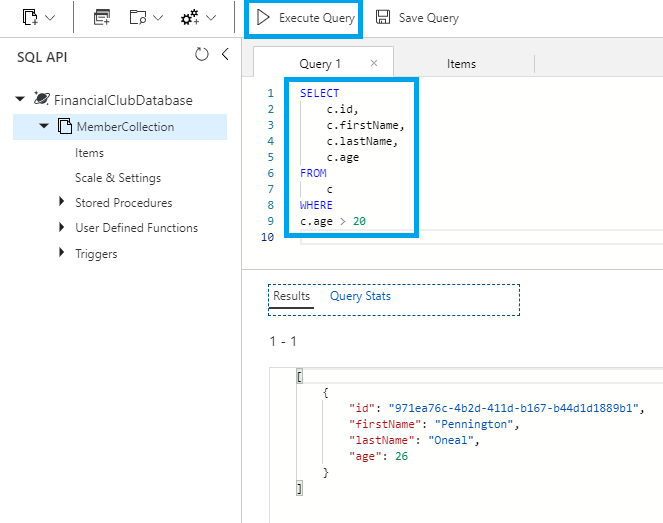 Execute Query
Save Query
SQL API
FinancialClubDatabase
MemberCollection
Items
Scale & Settings
Stored Procedures
User Defined Functions
Triggers
Query 1
Items
1 SELECT
2 c.id,
3 c.firstName,
4 c.lastName,
5 c.age
6 FROM
7 c
8 WHERE
9 c.age > 20
10
Results Query Stats
1 - 1
[
{
"id": "971ea76c-4b2d-411d-b167-b44d1d1889b1",
"firstName": "Pennington",
"lastName": "Oneal",
"age": 26
}
]